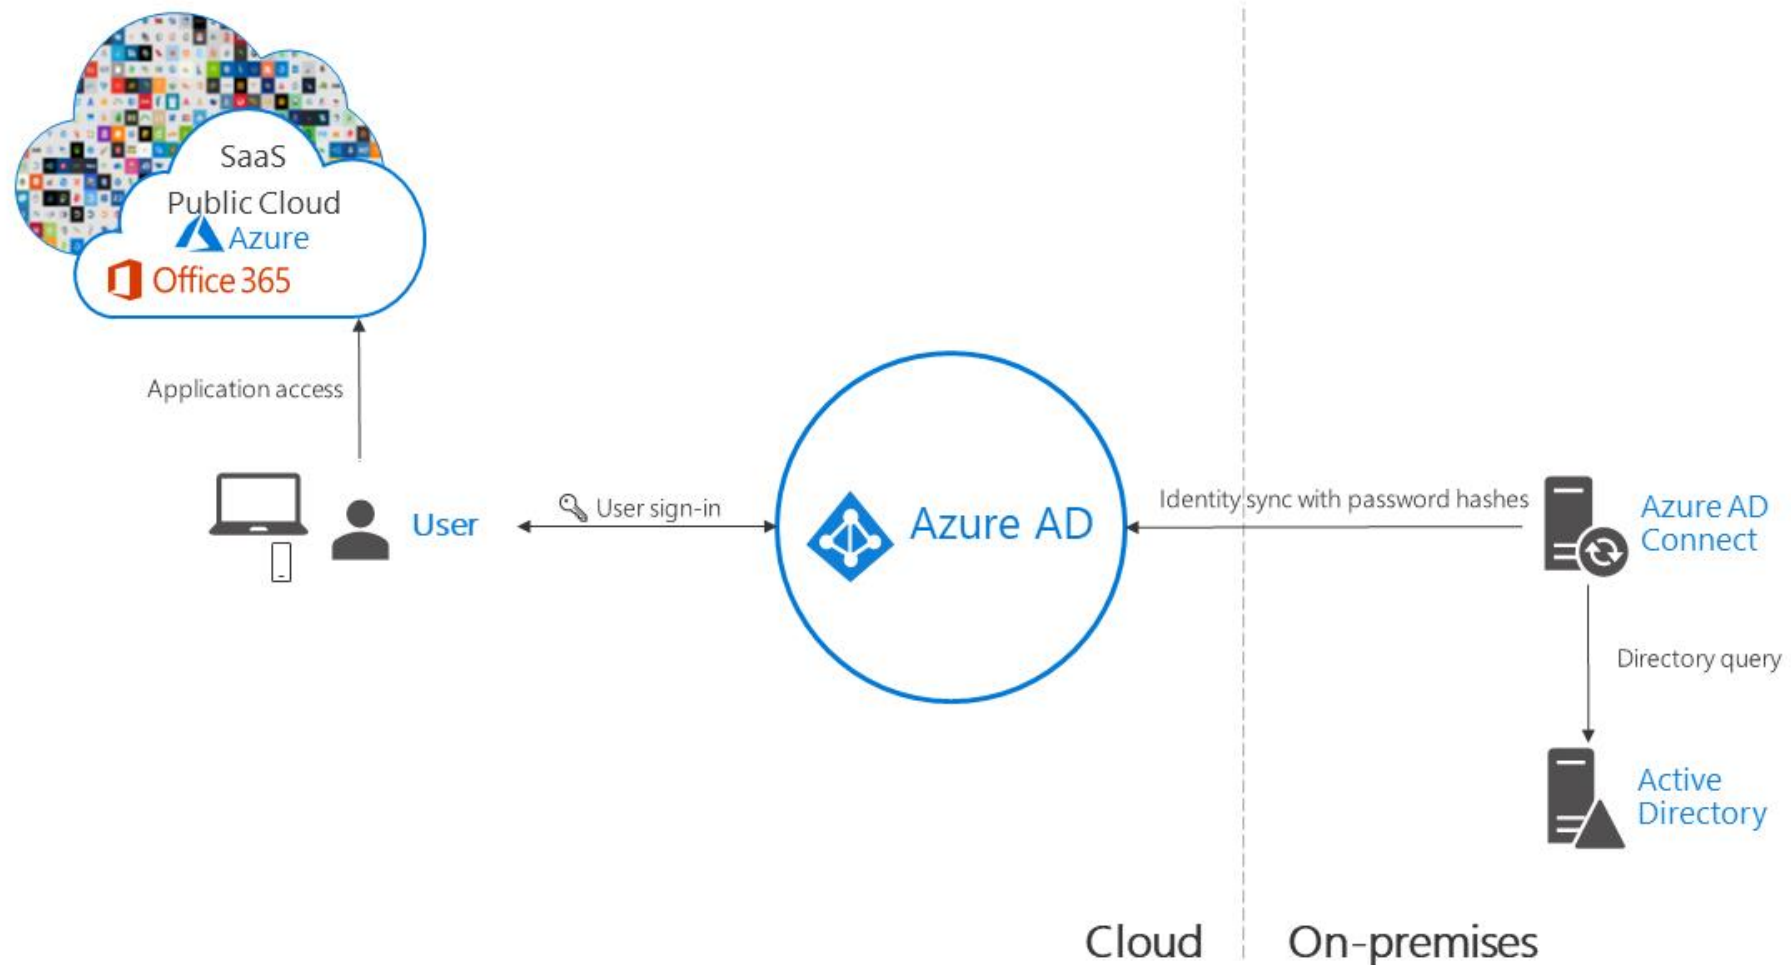 SaaS
Public Cloud
Azure
Office 365
Application access
User
User sign-in
Azure AD
Identity sync with password hashes
Azure AD
Connect
Directory query
Active
Directory
Cloud
On-premises